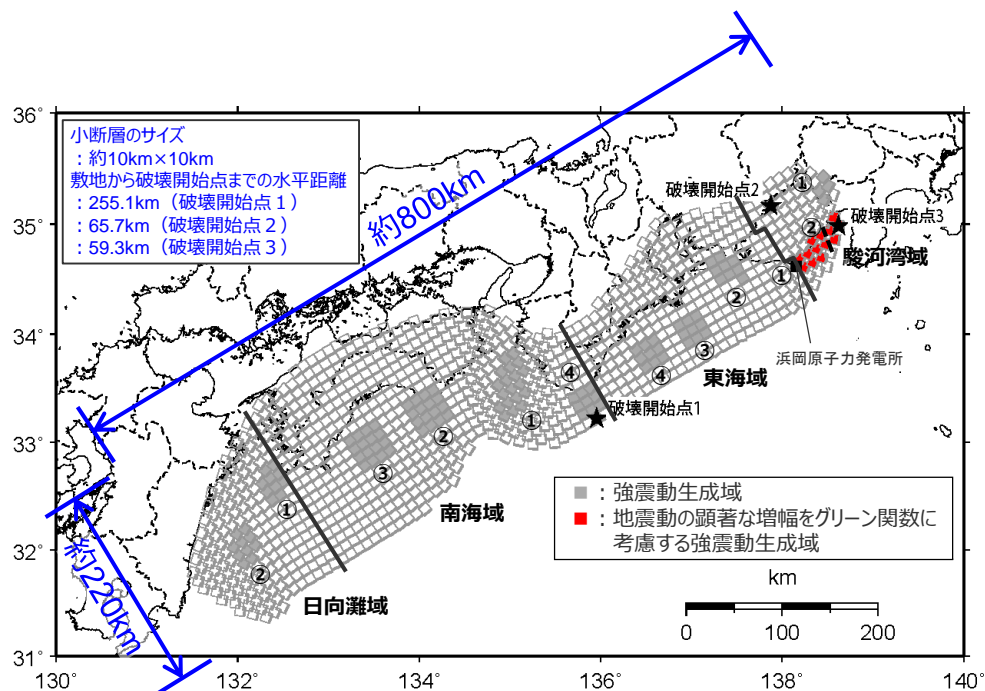 約800km
36°
小断層のサイズ
:約10km×10km
敷地から破壊開始点までの水平距離
:255.1km(破壊開始点1)
:65.7km(破壊開始点2)
:59.3km(破壊開始点3)
破壊開始点2
①
35°
②
破壊開始点3
駿河湾域
①
②
34°
浜岡原子力発電所
③
④
④
東海域
破壊開始点1
①
33°
②
③
:強震動生成域
①
南海域
:地震動の顕著な増幅をグリーン関数に
考慮する強震動生成域
32°
約220km
②
km
日向灘域
0 100 200
31°
130° 132° 134° 136° 138° 140°